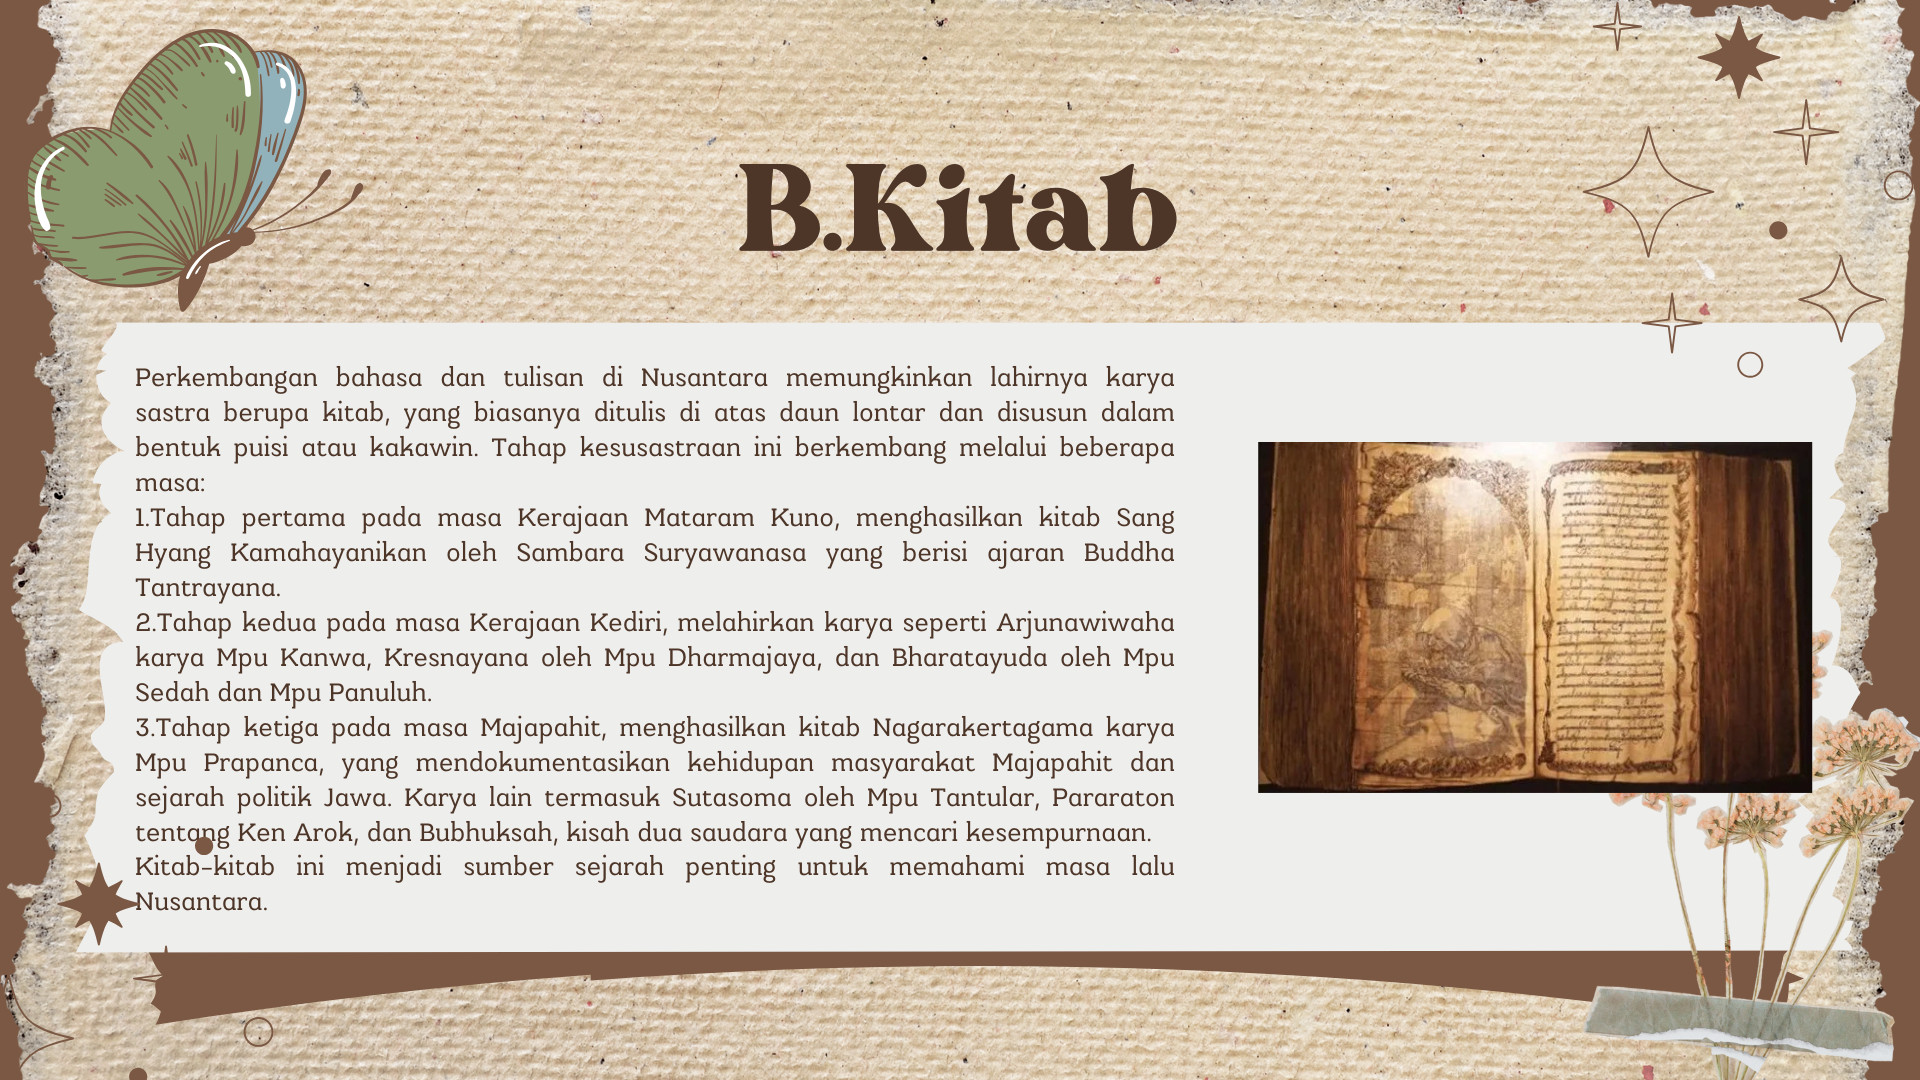 B.Kitab
Perkembangan bahasa dan tulisan di Nusantara memungkinkan lahirnya karya
sastra berupa kitab, yang biasanya ditulis di atas daun lontar dan disusun dalam
bentuk puisi atau kakawin. Tahap kesusastraan ini berkembang melalui beberapa
masa:
1.Tahap pertama pada masa Kerajaan Mataram Kuno, menghasilkan kitab Sang
Hyang Kamahayanikan oleh Sambara Suryawanasa yang berisi ajaran Buddha
Tantrayana.
2.Tahap kedua pada masa Kerajaan Kediri, melahirkan karya seperti Arjunawiwaha
karya Mpu Kanwa, Kresnayana oleh Mpu Dharmajaya, dan Bharatayuda oleh Mpu
Sedah dan Mpu Panuluh.
3.Tahap ketiga pada masa Majapahit, menghasilkan kitab Nagarakertagama karya
Mpu Prapanca, yang mendokumentasikan kehidupan masyarakat Majapahit dan
sejarah politik Jawa. Karya lain termasuk Sutasoma oleh Mpu Tantular, Pararaton
tentang Ken Arok, dan Bubhuksah, kisah dua saudara yang mencari kesempurnaan.
Kitab-kitab ini menjadi sumber sejarah penting untuk memahami masa lalu
Nusantara.